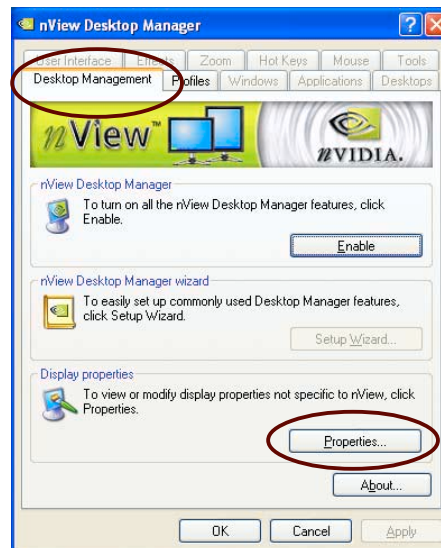 nView Desktop Manager
User Interface Effects Zoom Hot Keys Mouse Tools
Desktop Management Profiles Windows Applications Desktops
nView™
nVIDIA.
nView Desktop Manager
To turn on all the nView Desktop Manager features, click
Enable.
Enable
nView Desktop Manager wizard
To easily set up commonly used Desktop Manager features,
click Setup Wizard.
Setup Wizard...
Display properties
To view or modify display properties not specific to nView, click
Properties.
Properties...
About...
OK Cancel Apply